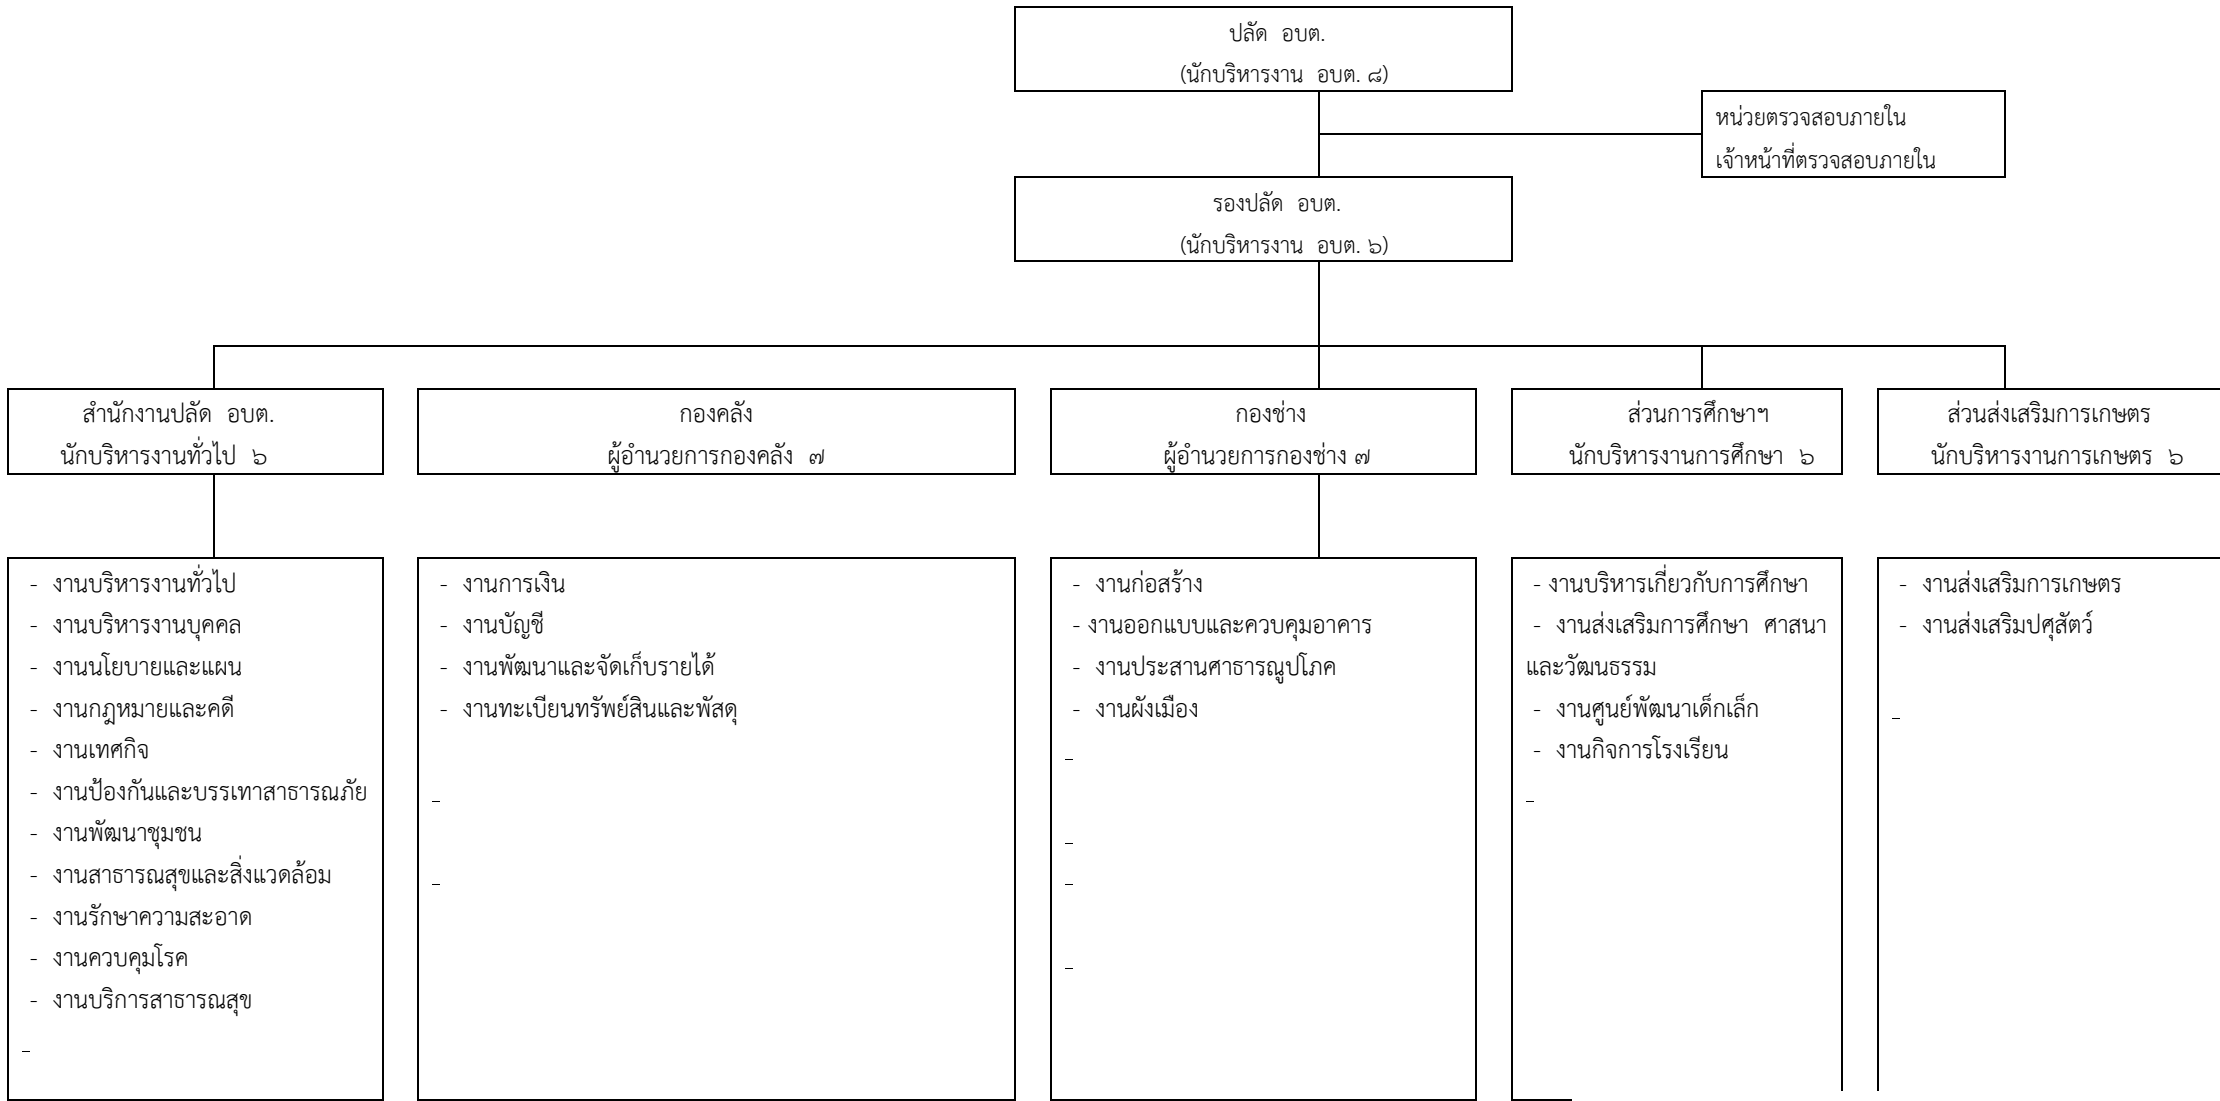 ปลัด อบต.
(นักบริหารงาน อบต. ๘)
หน่วยตรวจสอบภายใน
เจ้าหน้าที่ตรวจสอบภายใน
รองปลัด อบต.
(นักบริหารงาน อบต. ๖)
สำนักงานปลัด อบต.
นักบริหารงานทั่วไป ๖
กองคลัง
ผู้อำนวยการกองคลัง ๗
กองช่าง
ผู้อำนวยการกองช่าง ๗
ส่วนการศึกษาฯ
นักบริหารงานการศึกษา ๖
ส่วนส่งเสริมการเกษตร
นักบริหารงานการเกษตร ๖
- งานบริหารงานทั่วไป
- งานบริหารงานบุคคล
- งานนโยบายและแผน
- งานกฎหมายและคดี
- งานเทศกิจ
- งานป้องกันและบรรเทาสาธารณภัย
- งานพัฒนาชุมชน
- งานสาธารณสุขและสิ่งแวดล้อม
- งานรักษาความสะอาด
- งานควบคุมโรค
- งานบริการสาธารณสุข
-
- งานการเงิน
- งานบัญชี
- งานพัฒนาและจัดเก็บรายได้
- งานทะเบียนทรัพย์สินและพัสดุ
-
-
- งานก่อสร้าง
- งานออกแบบและควบคุมอาคาร
- งานประสานศาธารณูปโภค
- งานผังเมือง
-
-
-
-
- งานบริหารเกี่ยวกับการศึกษา
- งานส่งเสริมการศึกษา ศาสนา
และวัฒนธรรม
- งานศูนย์พัฒนาเด็กเล็ก
- งานกิจการโรงเรียน
-
- งานส่งเสริมการเกษตร
- งานส่งเสริมปศุสัตว์
-